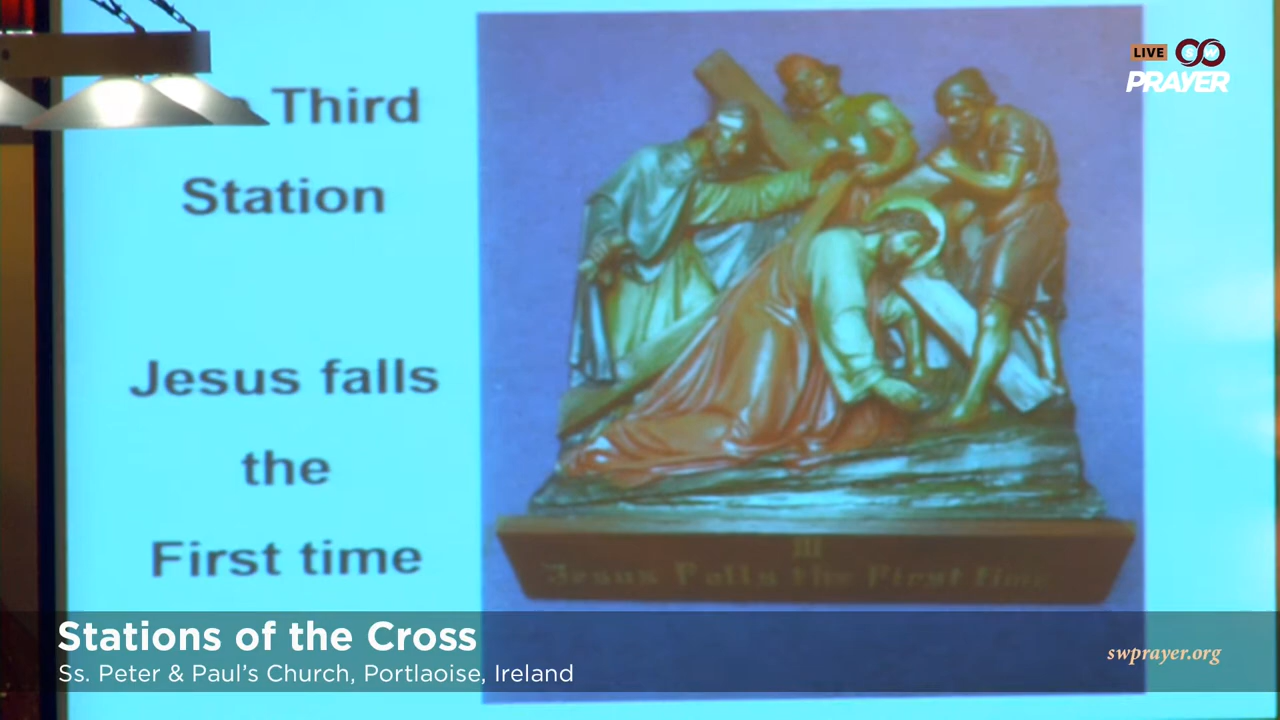 LIVE
PRAYER
Third
Station
Jesus falls
the
First time
III
Jesus Falls the First time
Stations of the Cross
Ss. Peter & Paul's Church, Portlaoise, Ireland
swprayer.org